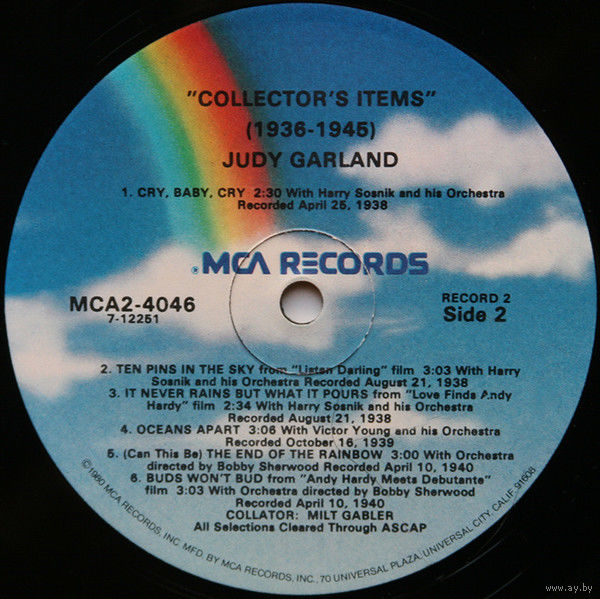 "COLLECTOR'S ITEMS"
(1936-1945)
JUDY GARLAND
1. CRY, BABY, CRY 2:30 With Harry Sosnik and his Orchestra
Recorded April 25, 1938
®MCA RECORDS
MCA2-4046
7-12251
RECORD 2
Side 2
2. TEN PINS IN THE SKY from "Listen Darling" film 3:03 With Harry
Sosnik and his Orchestra Recorded August 21, 1938
3. IT NEVER RAINS BUT WHAT IT POURS from "Love Finds Andy
Hardy" film 2:34 With Harry Sosnik and his Orchestra
Recorded August 21, 1938
4. OCEANS APART 3:06 With Victor Young and his Orchestra
Recorded October 16, 1939
5. (Can This Be) THE END OF THE RAINBOW 3:00 With Orchestra
directed by Bobby Sherwood Recorded April 10, 1940
6. BUDS WON'T BUD from "Andy Hardy Meets Debutante"
film 3:03 With Orchestra directed by Bobby Sherwood
Recorded April 10, 1940
COLLATOR: MILT GABLER
All Selections Cleared Through ASCAP
©1980 MCA RECORDS, INC. MFD. BY MCA RECORDS, INC., 70 UNIVERSAL PLAZA, UNIVERSAL CITY, CALIF. 91608
www.ay.by